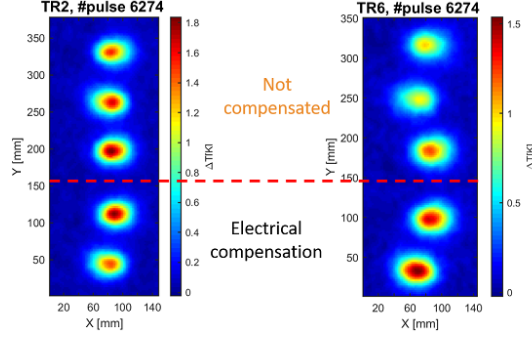 TR2, #pulse 6274
350
300
250
200
150
100
50
Y [mm]
20 60 100 140
X [mm]
1.8
1.6
1.4
1.2
1
0.8
0.6
0.4
0.2
0
ΔT[K]
Not
compensated
Electrical
compensation
TR6, #pulse 6274
350
300
250
200
150
100
50
Y [mm]
20 60 100 140
X [mm]
1.5
1
0.5
0
ΔT[K]